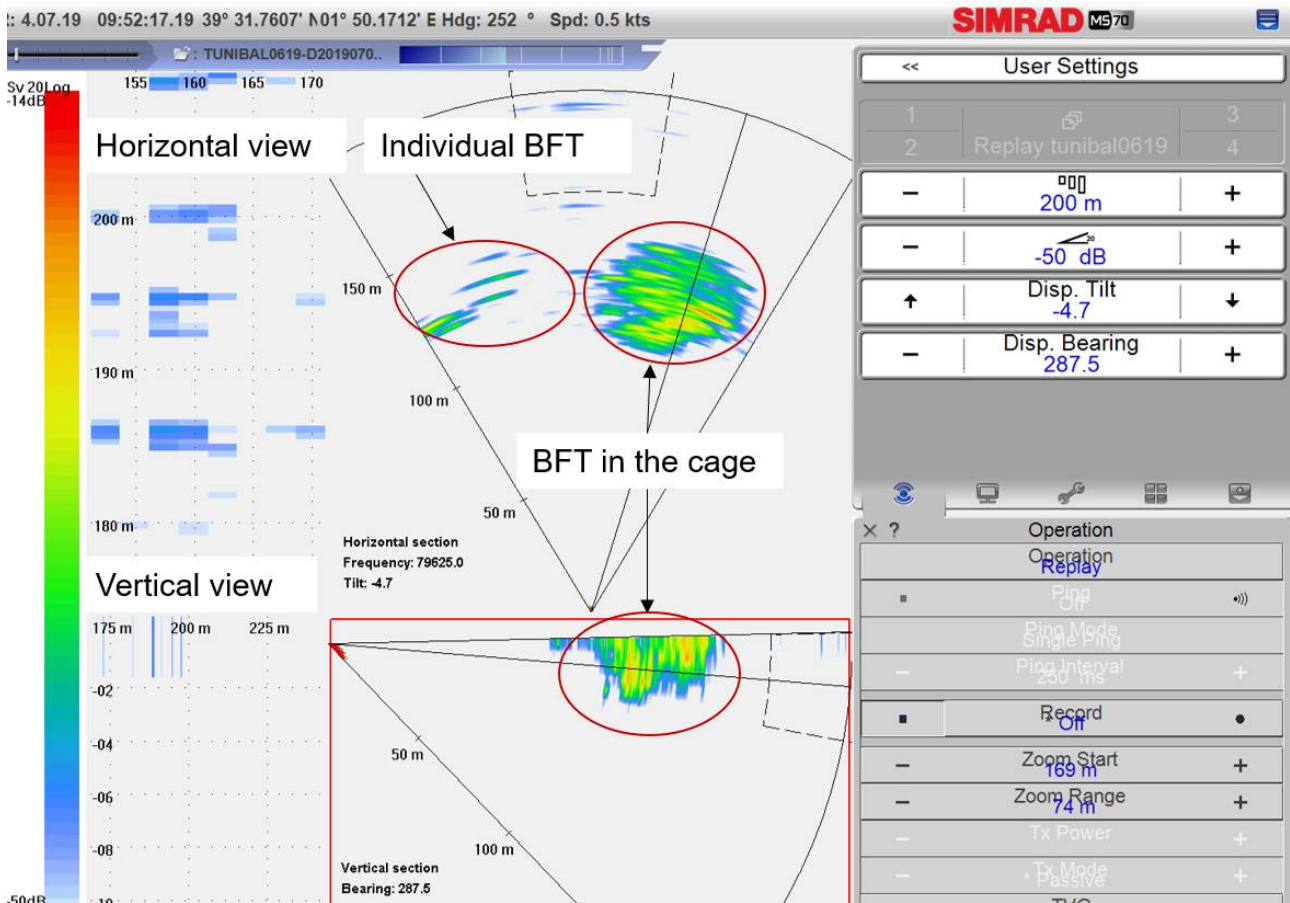 : 4.07.19 09:52:17.19 39° 31.7607' N 01° 50.1712' E Hdg: 252 ° Spd: 0.5 kts
SIMRAD MS70
: TUNIBAL0619-D2019070..
Sv 20Log
-14dB
155 160 165 170
Horizontal view
Individual BFT
200 m
190 m
180 m
150 m
100 m
50 m
BFT in the cage
Horizontal section
Frequency: 79625.0
Tilt: -4.7
Vertical view
175 m 200 m 225 m
-02
-04
-06
-08
-10
-50dB
50 m
100 m
Vertical section
Bearing: 287.5
<< User Settings
1 3
2 Replay tunibal0619 4
− 200 m +
20
− -50 dB +
Disp. Tilt
-4.7
Disp. Bearing
− 287.5 +
× ? Operation
Operation
Replay
Ping
Off
Ping Mode
Single Ping
Ping Interval
− 250 ms +
Record
* Off
Zoom Start
− 169 m +
Zoom Range
− 74 m +
− Tx Power +
Tx Mode
− * Passive +
TVG